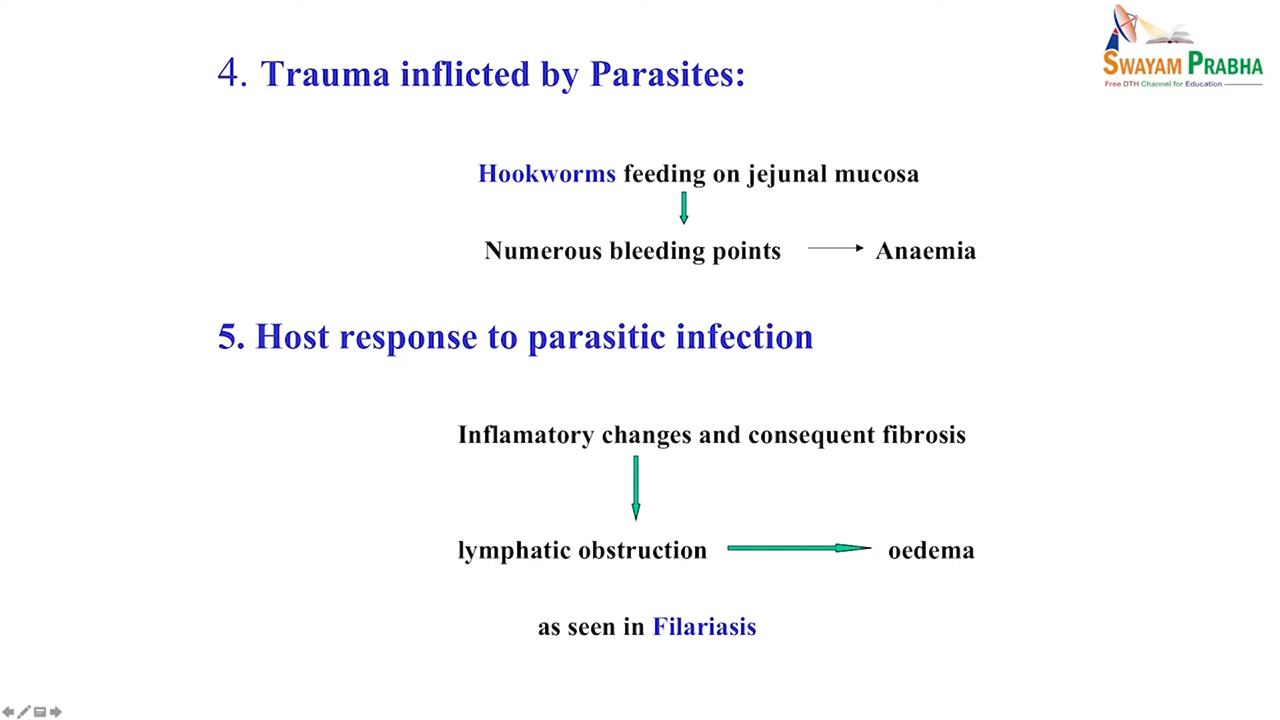 SWAYAM PRABHA
Free DTH Channel for Education
4. Trauma inflicted by Parasites:
Hookworms feeding on jejunal mucosa
Numerous bleeding points Anaemia
5. Host response to parasitic infection
Inflamatory changes and consequent fibrosis
lymphatic obstruction oedema
as seen in Filariasis